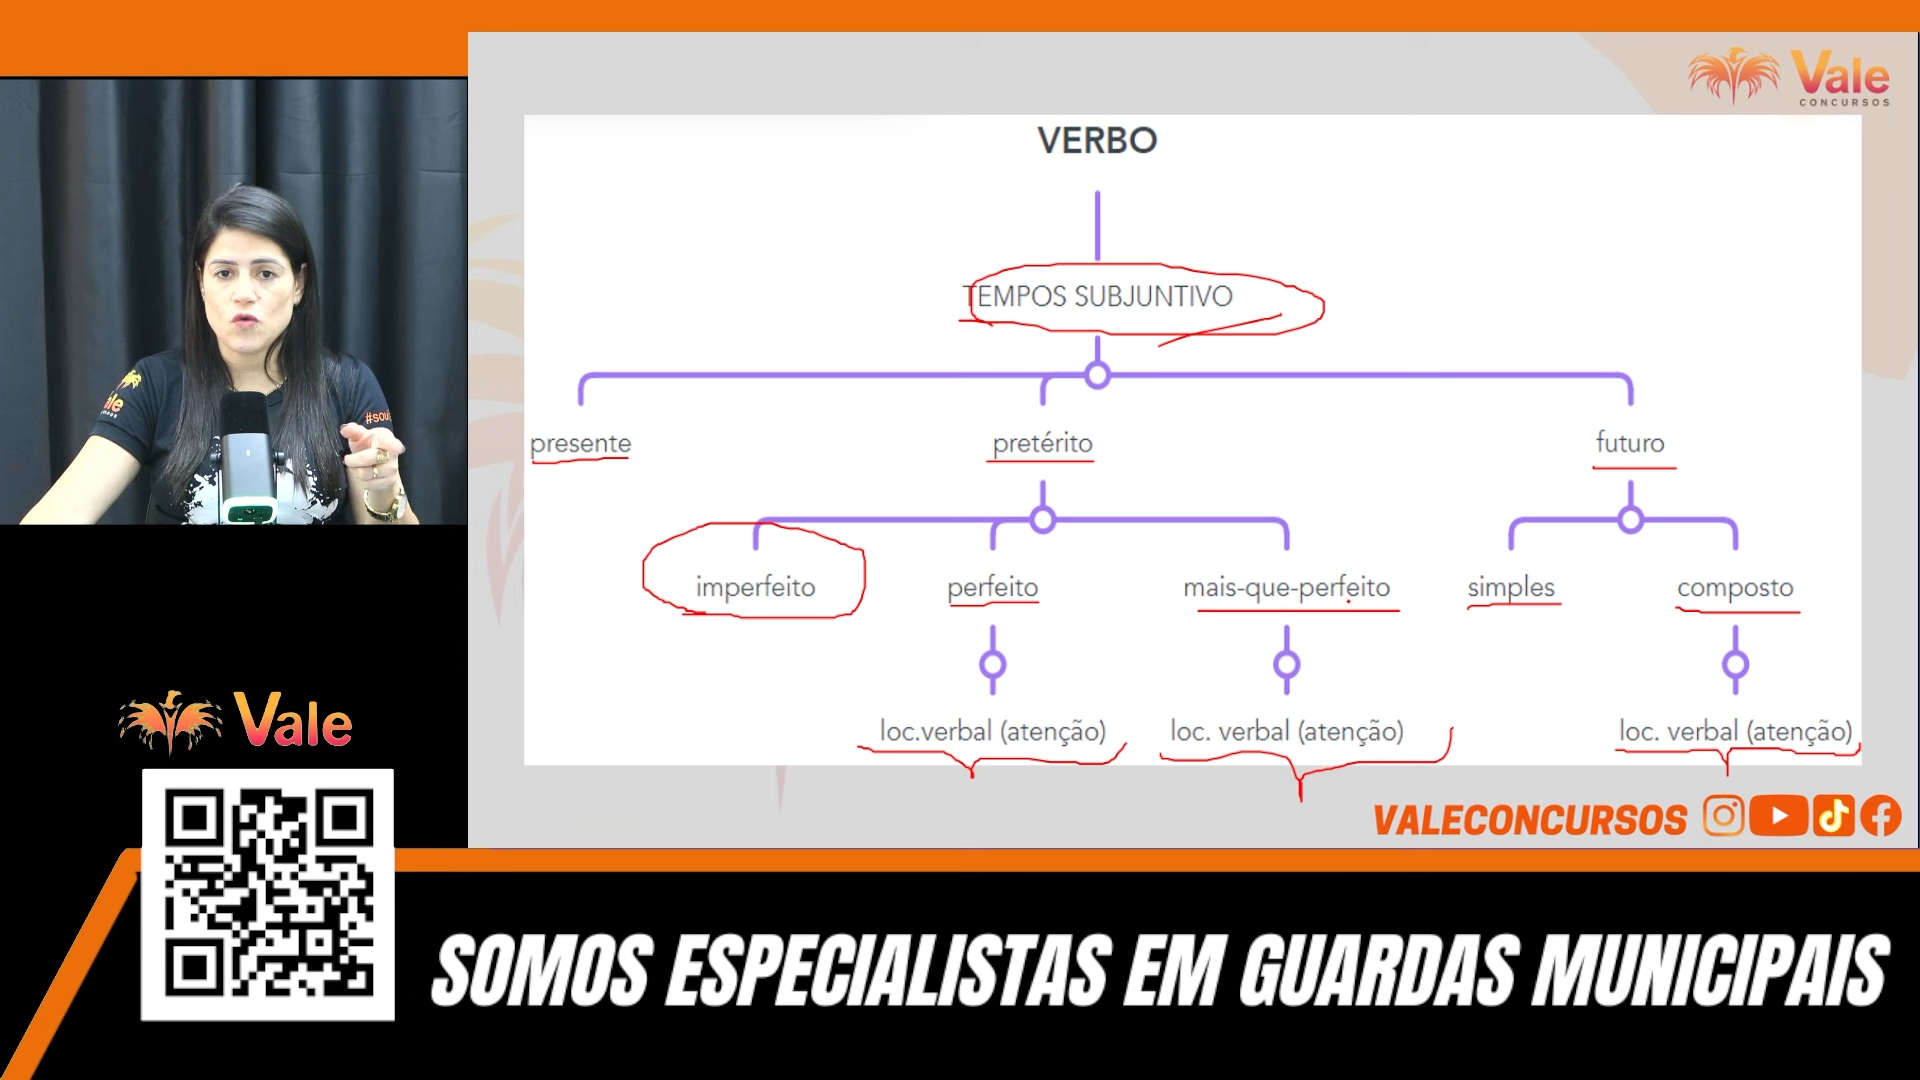 Vale
CONCURSOS
VERBO
TEMPOS SUBJUNTIVO
presente
pretérito
futuro
imperfeito
perfeito
mais-que-perfeito
simples
composto
loc.verbal (atenção)
loc. verbal (atenção)
loc. verbal (atenção)
#sou
Vale
VALECONCURSOS
SOMOS ESPECIALISTAS EM GUARDAS MUNICIPAIS